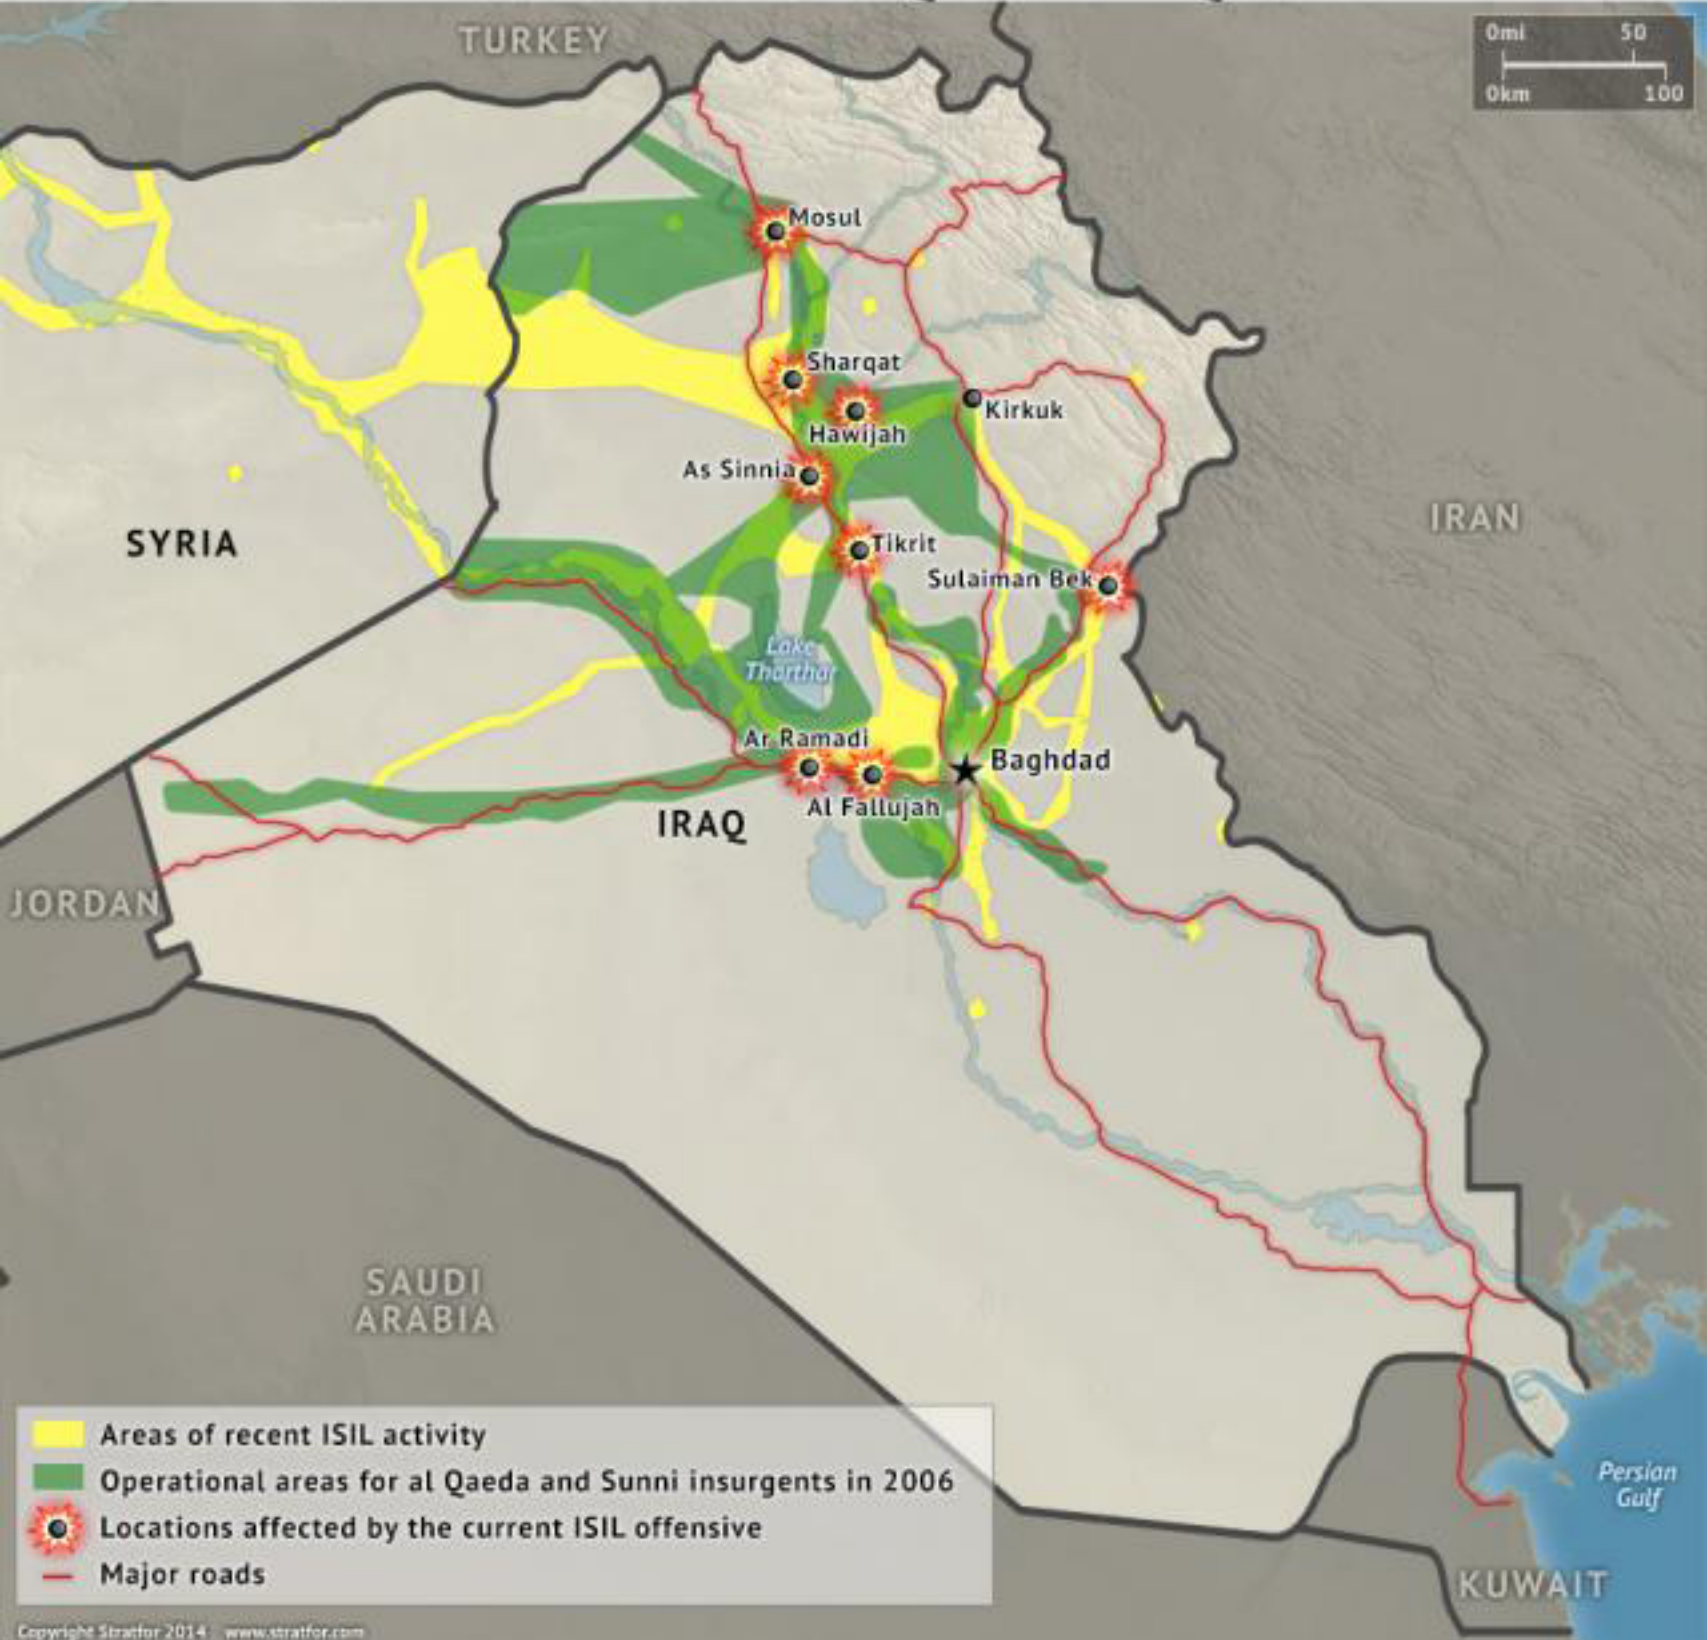 TURKEY
0mi 50
0km 100
Mosul
Sharqat
Kirkuk
Hawijah
As Sinnia
IRAN
SYRIA
Tikrit
Sulaiman Bek
Lake
Tharthar
Ar Ramadi
Baghdad
Al Fallujah
IRAQ
JORDAN
SAUDI
ARABIA
Areas of recent ISIL activity
Operational areas for al Qaeda and Sunni insurgents in 2006
Locations affected by the current ISIL offensive
Major roads
Persian
Gulf
KUWAIT
Copyright Stratfor 2014 www.stratfor.com